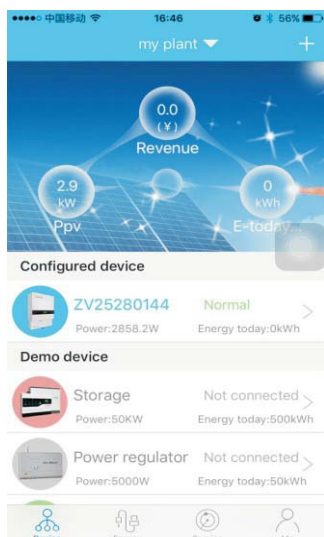 中国移动 16:46 56%
my plant
+
0.0
(¥)
Revenue
2.9
kW
Ppv
0
kWh
E-today...
Configured device
ZV25280144 Normal
Power:2858.2W Energy today:0kWh
Demo device
Storage Not connected
Power:50KW Energy today:500kWh
Power regulator Not connected
Power:5000W Energy today:50kWh